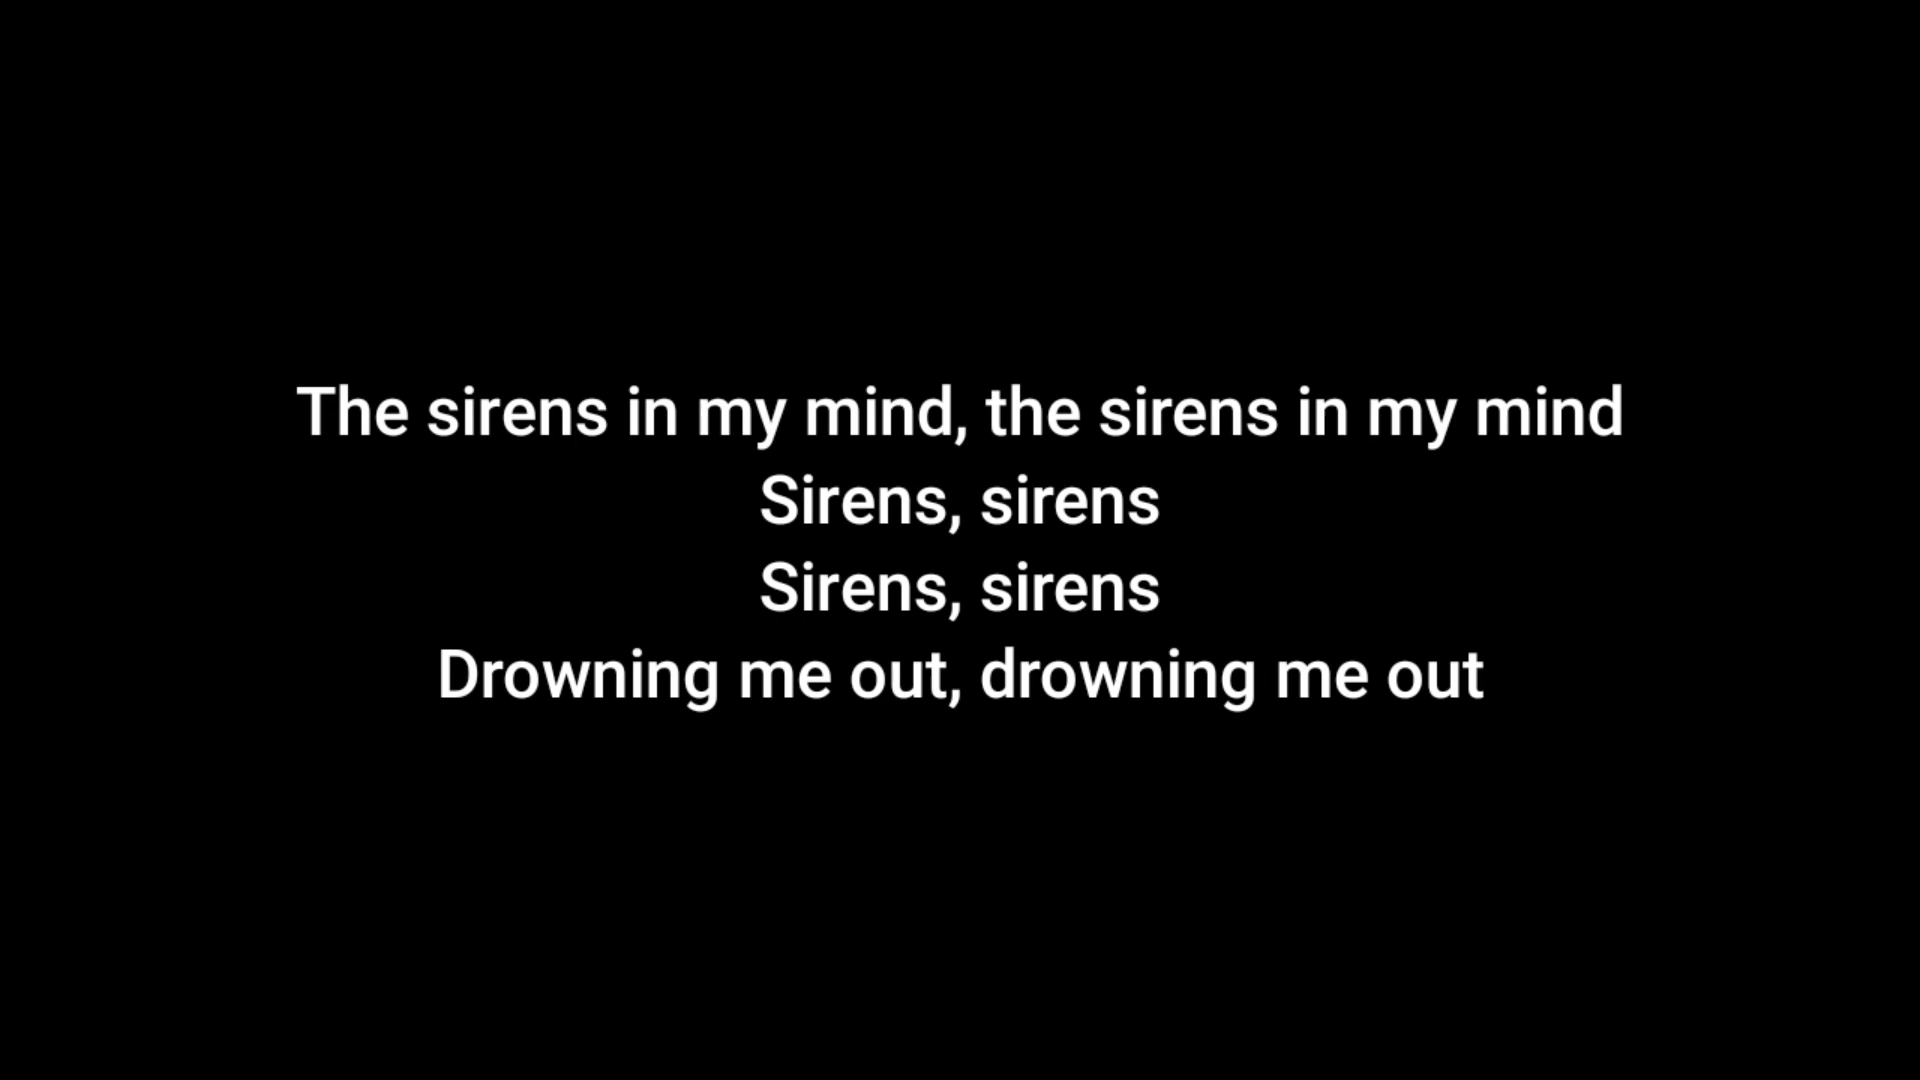 The sirens in my mind, the sirens in my mind
Sirens, sirens
Sirens, sirens
Drowning me out, drowning me out